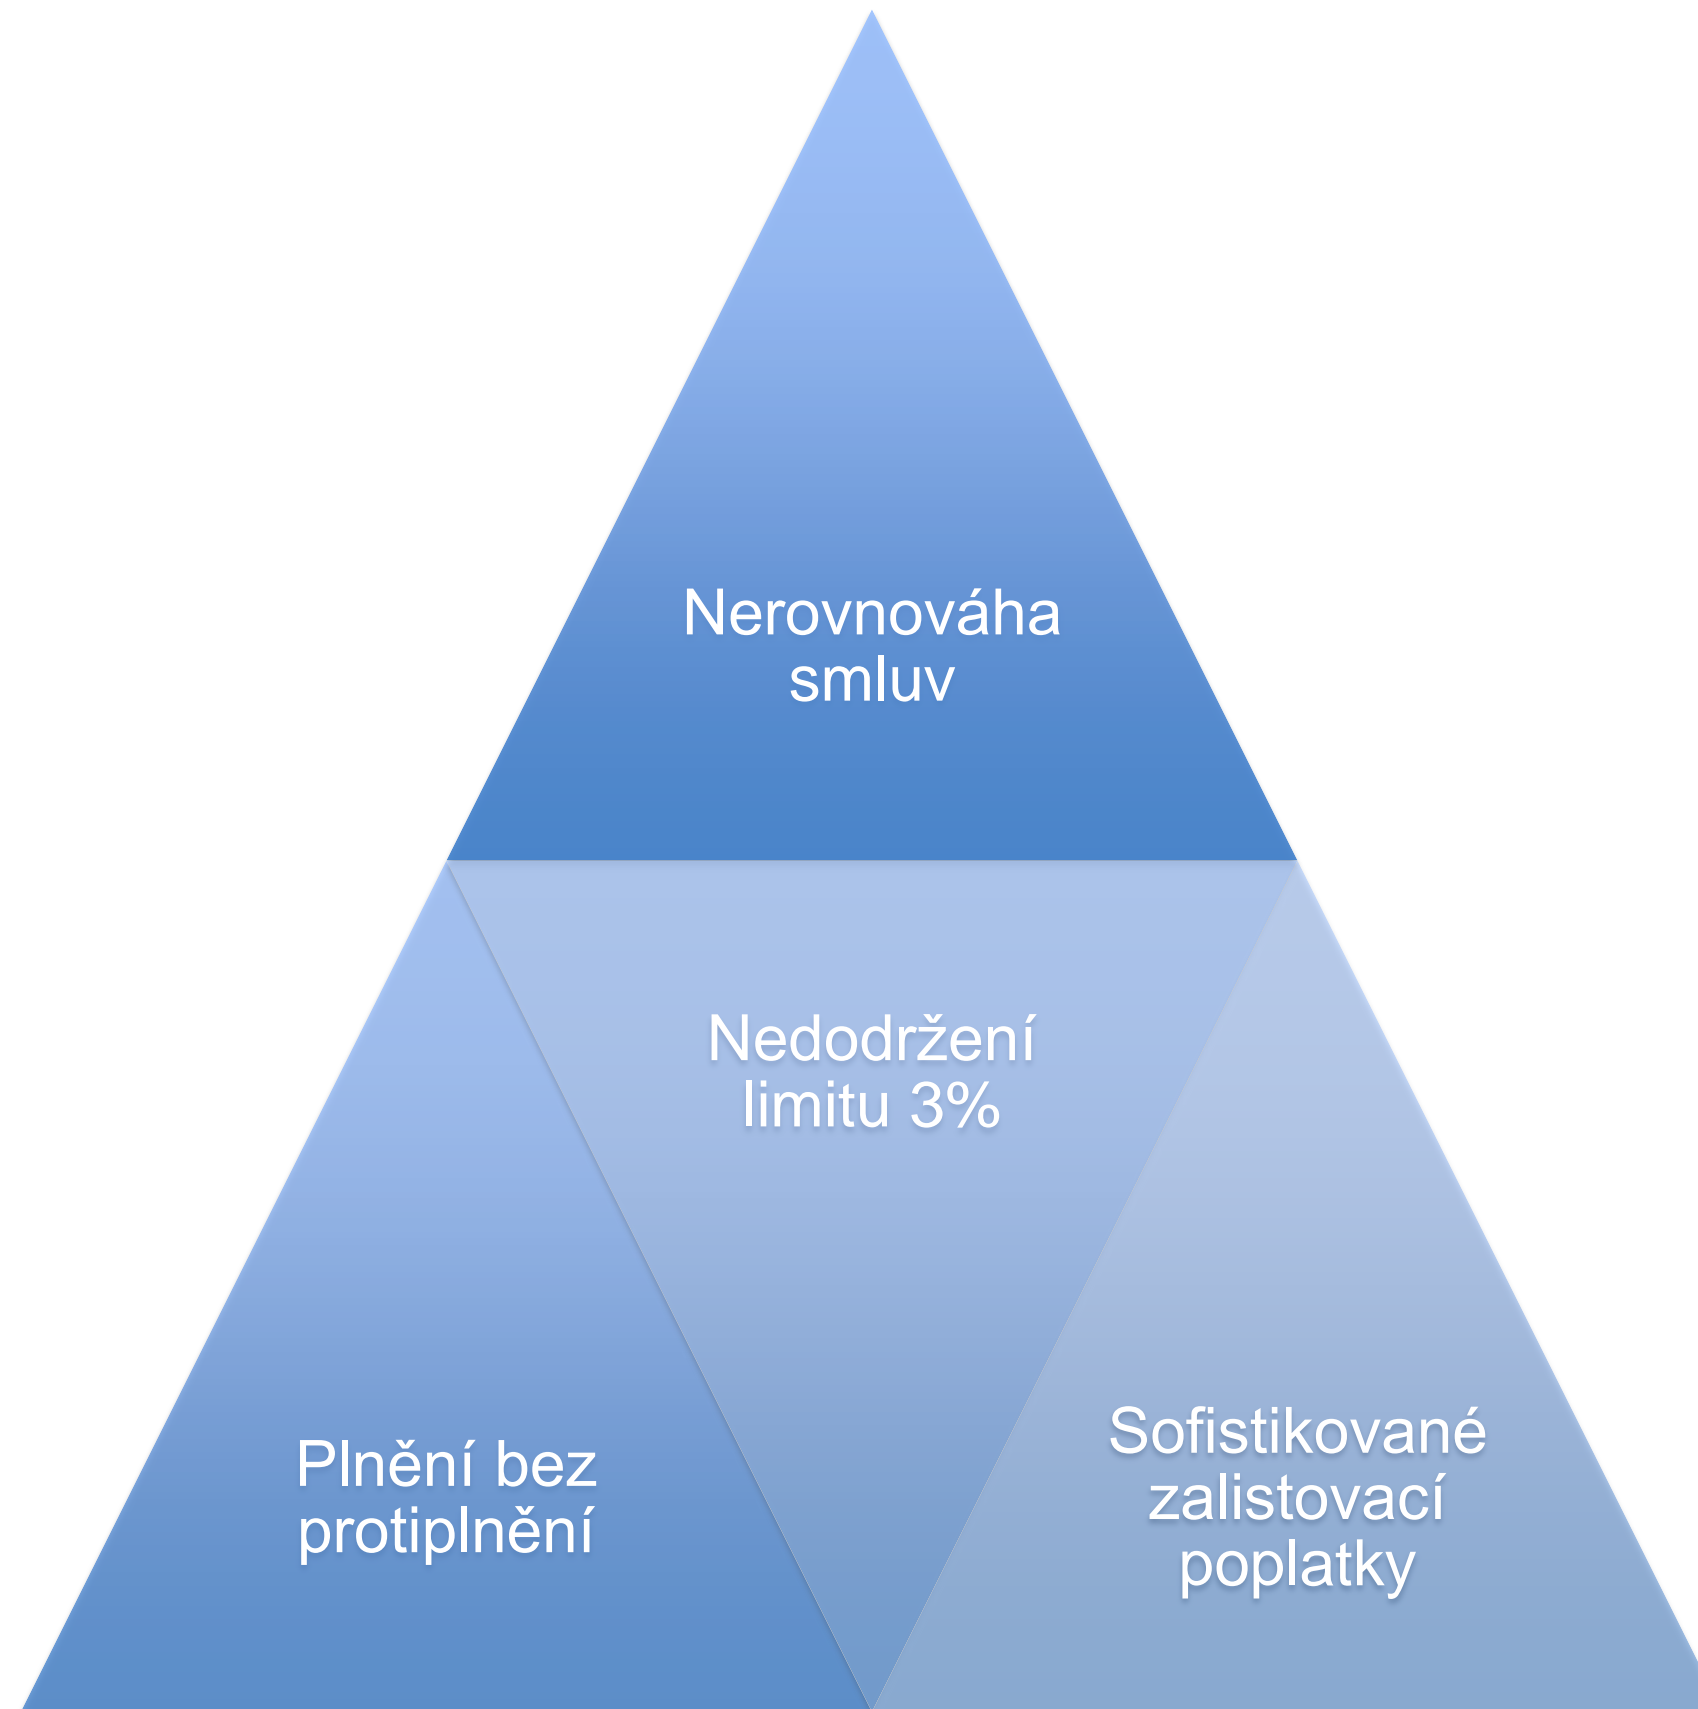 Nerovnováha
smluv
Nedodržení
limitu 3%
Plnění bez
protiplnění
Sofistikované
zalistovací
poplatky